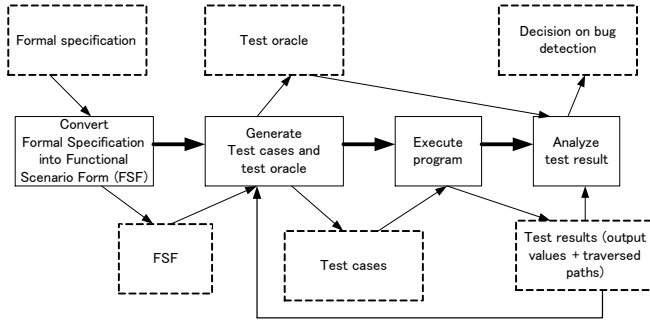 Formal specification
Test oracle
Decision on bug
detection
Convert
Formal Specification
into Functional
Scenario Form (FSF)
Generate
Test cases and
test oracle
Execute
program
Analyze
test result
FSF
Test cases
Test results (output
values + traversed
paths)